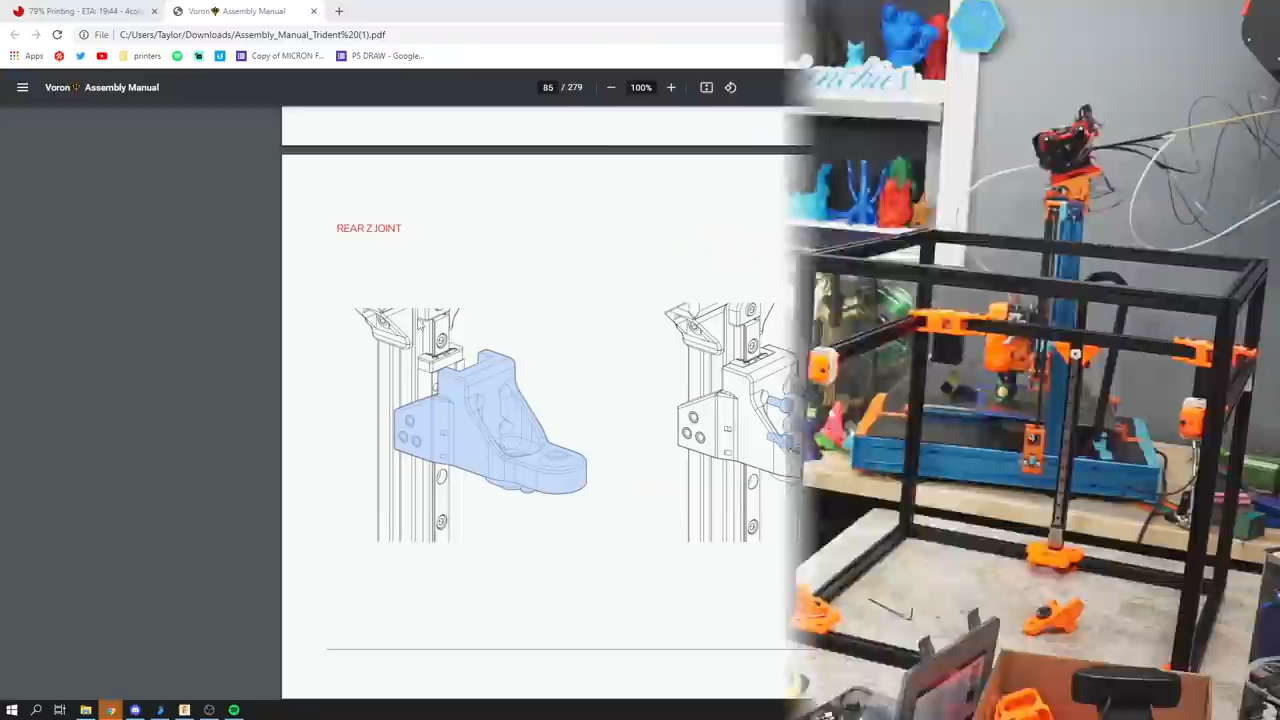 79% Printing - ETA: 19:44 - 4colo
Voron Assembly Manual
File
C:/Users/Taylor/Downloads/Assembly_Manual_Trident%20(1).pdf
Apps
printers
Copy of MICRON F...
PS DRAW - Google...
Voron Assembly Manual
85 / 279
100%
REAR Z JOINT